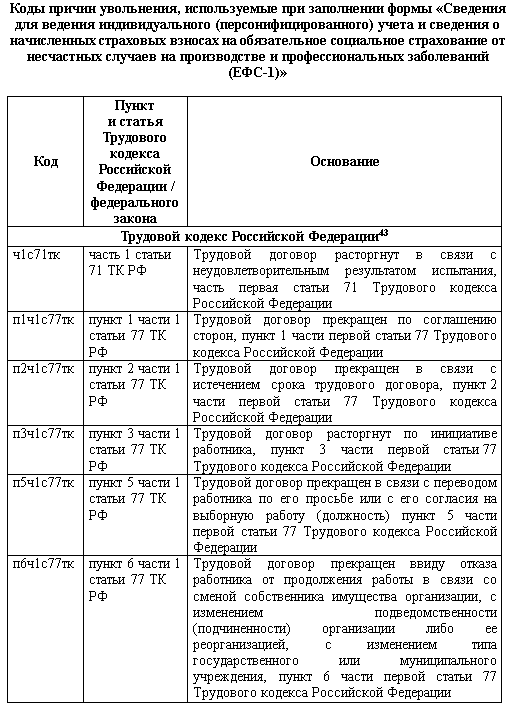 Коды причин увольнения, используемые при заполнении формы «Сведения
для ведения индивидуального (персонифицированного) учета и сведения о
начисленных страховых взносах на обязательное социальное страхование от
несчастных случаев на производстве и профессиональных заболеваний
(ЕФС-1)»
Код
Пункт
и статья
Трудового
кодекса
Российской
Федерации /
федерального
закона
Основание
Трудовой кодекс Российской Федерации43
ч1с71тк
часть 1 статьи
71 ТК РФ
Трудовой договор расторгнут в связи с
неудовлетворительным результатом испытания,
часть первая статьи 71 Трудового кодекса
Российской Федерации
п1ч1с77тк
пункт 1 части 1
статьи 77 ТК
РФ
Трудовой договор прекращен по соглашению
сторон, пункт 1 части первой статьи 77 Трудового
кодекса Российской Федерации
п2ч1с77тк
пункт 2 части 1
статьи 77 ТК
РФ
Трудовой договор прекращен в связи с
истечением срока трудового договора, пункт 2
части первой статьи 77 Трудового кодекса
Российской Федерации
п3ч1с77тк
пункт 3 части 1
статьи 77 ТК
РФ
Трудовой договор расторгнут по инициативе
работника, пункт 3 части первой статьи 77
Трудового кодекса Российской Федерации
п5ч1с77тк
пункт 5 части 1
статьи 77 ТК
РФ
Трудовой договор прекращен в связи с переводом
работника по его просьбе или с его согласия на
выборную работу (должность) пункт 5 части
первой статьи 77 Трудового кодекса Российской
Федерации
п6ч1с77тк
пункт 6 части 1
статьи 77 ТК
РФ
Трудовой договор прекращен ввиду отказа
работника от продолжения работы в связи со
сменой собственника имущества организации, с
изменением подведомственности
(подчиненности) организации либо ее
реорганизацией, с изменением типа
государственного или муниципального
учреждения, пункт 6 части первой статьи 77
Трудового кодекса Российской Федерации